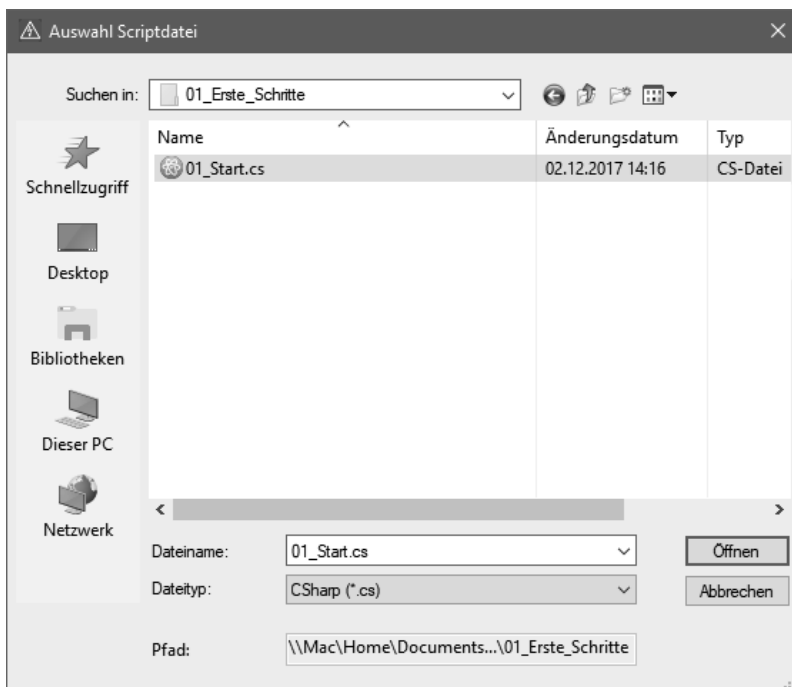 Auswahl Scriptdatei
Suchen in: 01_Erste_Schritte
Name Änderungsdatum Typ
01_Start.cs 02.12.2017 14:16 CS-Datei
Schnellzugriff
Desktop
Bibliotheken
Dieser PC
Netzwerk
Dateiname: 01_Start.cs Öffnen
Dateityp: CSharp (*.cs) Abbrechen
Pfad: \\Mac\Home\Documents...\01_Erste_Schritte